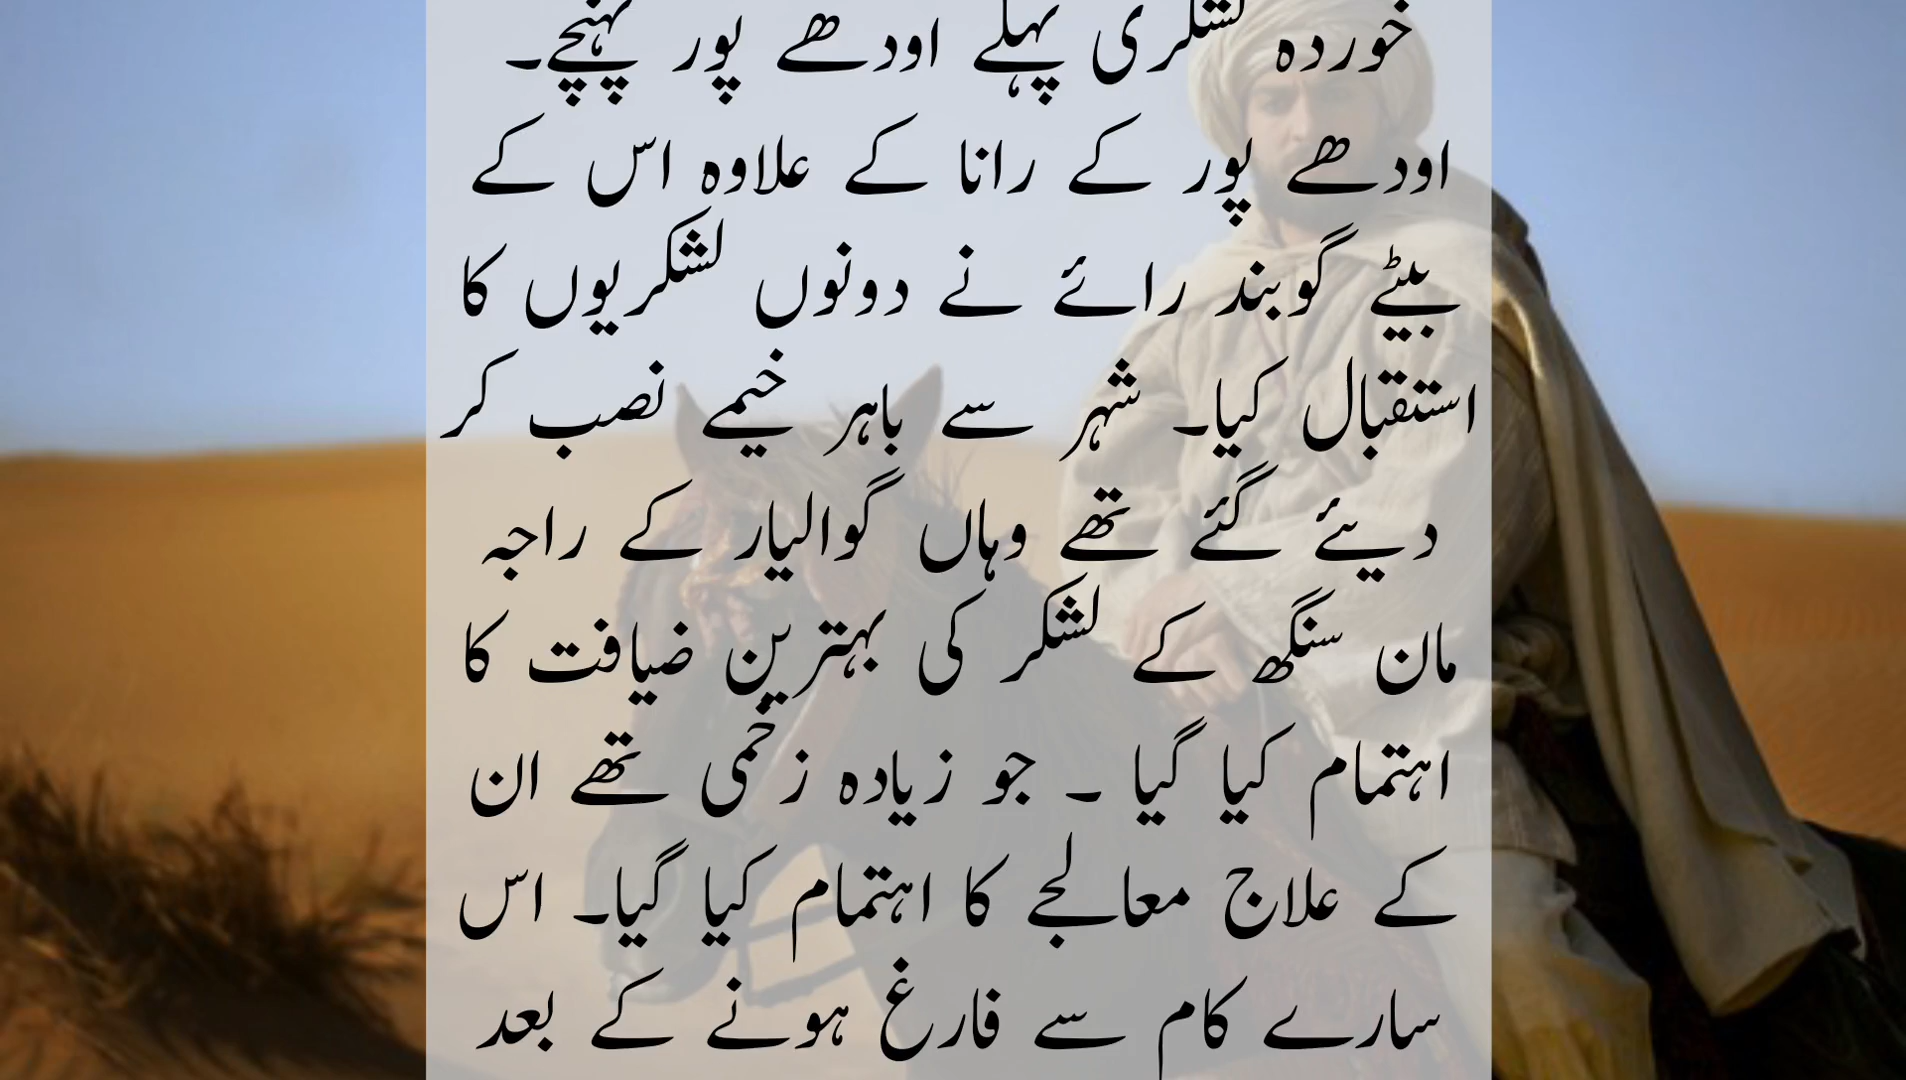 خوردہ لشکری پہلے اودھے پور پہنچے۔
اودھے پور کے رانا کے علاوہ اس کے
بیٹے گوبند رائے نے دونوں لشکریوں کا
استقبال کیا۔ شہر سے باہر خیمے نصب کر
دیئے گئے تھے وہاں گوالیار کے راجہ
مان سنگھ کے لشکر کی بہترین ضیافت کا
اہتمام کیا گیا ۔ جو زیادہ زخمی تھے ان
کے علاج معالجے کا اہتمام کیا گیا۔ اس
سارے کام سے فارغ ہونے کے بعد